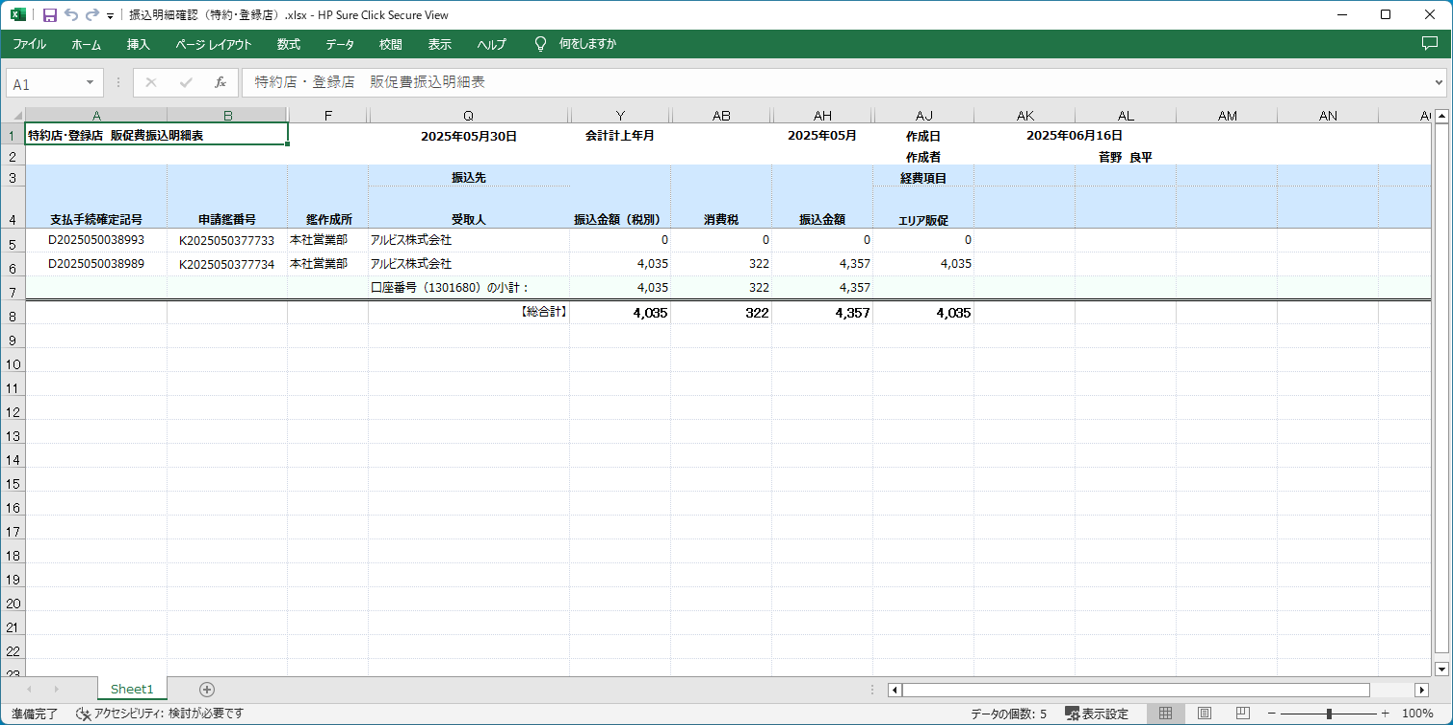 振込明細確認（特約･登録店）.xlsx - HP Sure Click Secure View
ファイル ホーム 挿入 ページ レイアウト 数式 データ 校閲 表示 ヘルプ 何をしますか
A1 fx 特約店・登録店　販促費振込明細表
A B F Q Y AB AH AJ AK AL AM AN
1 特約店･登録店 販促費振込明細表 2025年05月30日 会計計上年月 2025年05月 作成日 2025年06月16日
2 作成者 菅野 良平
3 振込先 経費項目
4 支払手続確定記号 申請鑑番号 鑑作成所 受取人 振込金額（税別） 消費税 振込金額 エリア販促
5 D2025050038993 K2025050377733 本社営業部 アルビス株式会社 0 0 0 0
6 D2025050038989 K2025050377734 本社営業部 アルビス株式会社 4,035 322 4,357 4,035
7 口座番号（1301680）の小計： 4,035 322 4,357
8 【総合計】 4,035 322 4,357 4,035
9
10
11
12
13
14
15
16
17
18
19
20
21
22
23
Sheet1
準備完了 アクセシビリティ: 検討が必要です データの個数: 5 表示設定 100%